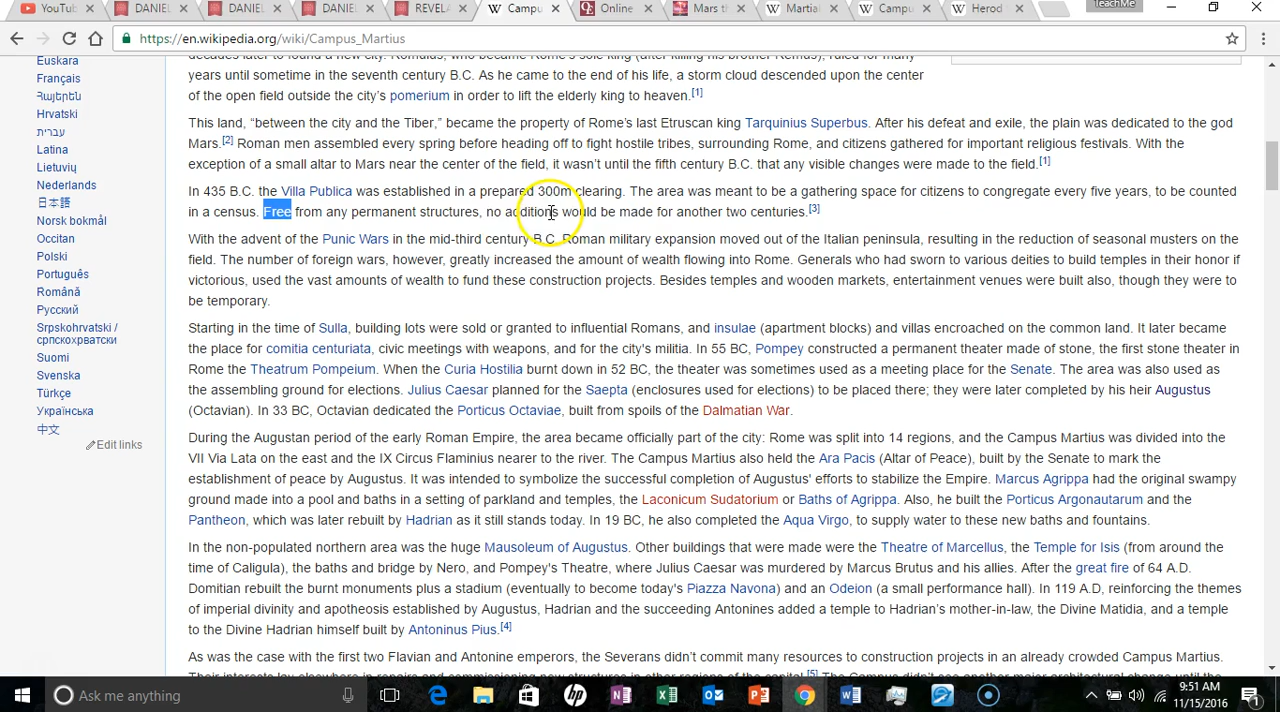 YouTube
DANIEL
DANIEL
DANIEL
REVELA
Campu
Online
Mars th
Martial
Campu
Herod
TeachMe
https://en.wikipedia.org/wiki/Campus_Martius
Euskara
Français
Հայերեն
Hrvatski
עברית
Latina
Lietuvių
Nederlands
日本語
Norsk bokmål
Occitan
Polski
Português
Română
Русский
Srpskohrvatski /
српскохрватски
Suomi
Svenska
Türkçe
Українська
中文
Edit links
decades later to found a new city. Romulus, who became Rome's sole king (after killing his brother Remus), ruled for many
years until sometime in the seventh century B.C. As he came to the end of his life, a storm cloud descended upon the center
of the open field outside the city's pomerium in order to lift the elderly king to heaven.[1]
This land, “between the city and the Tiber,” became the property of Rome's last Etruscan king Tarquinius Superbus. After his defeat and exile, the plain was dedicated to the god
Mars.[2] Roman men assembled every spring before heading off to fight hostile tribes, surrounding Rome, and citizens gathered for important religious festivals. With the
exception of a small altar to Mars near the center of the field, it wasn't until the fifth century B.C. that any visible changes were made to the field.[1]
In 435 B.C. the Villa Publica was established in a prepared 300m clearing. The area was meant to be a gathering space for citizens to congregate every five years, to be counted
in a census. Free from any permanent structures, no additions would be made for another two centuries.[3]
With the advent of the Punic Wars in the mid-third century B.C. Roman military expansion moved out of the Italian peninsula, resulting in the reduction of seasonal musters on the
field. The number of foreign wars, however, greatly increased the amount of wealth flowing into Rome. Generals who had sworn to various deities to build temples in their honor if
victorious, used the vast amounts of wealth to fund these construction projects. Besides temples and wooden markets, entertainment venues were built also, though they were to
be temporary.
Starting in the time of Sulla, building lots were sold or granted to influential Romans, and insulae (apartment blocks) and villas encroached on the common land. It later became
the place for comitia centuriata, civic meetings with weapons, and for the city's militia. In 55 BC, Pompey constructed a permanent theater made of stone, the first stone theater in
Rome the Theatrum Pompeium. When the Curia Hostilia burnt down in 52 BC, the theater was sometimes used as a meeting place for the Senate. The area was also used as
the assembling ground for elections. Julius Caesar planned for the Saepta (enclosures used for elections) to be placed there; they were later completed by his heir Augustus
(Octavian). In 33 BC, Octavian dedicated the Porticus Octaviae, built from spoils of the Dalmatian War.
During the Augustan period of the early Roman Empire, the area became officially part of the city: Rome was split into 14 regions, and the Campus Martius was divided into the
VII Via Lata on the east and the IX Circus Flaminius nearer to the river. The Campus Martius also held the Ara Pacis (Altar of Peace), built by the Senate to mark the
establishment of peace by Augustus. It was intended to symbolize the successful completion of Augustus' efforts to stabilize the Empire. Marcus Agrippa had the original swampy
ground made into a pool and baths in a setting of parkland and temples, the Laconicum Sudatorium or Baths of Agrippa. Also, he built the Porticus Argonautarum and the
Pantheon, which was later rebuilt by Hadrian as it still stands today. In 19 BC, he also completed the Aqua Virgo, to supply water to these new baths and fountains.
In the non-populated northern area was the huge Mausoleum of Augustus. Other buildings that were made were the Theatre of Marcellus, the Temple for Isis (from around the
time of Caligula), the baths and bridge by Nero, and Pompey's Theatre, where Julius Caesar was murdered by Marcus Brutus and his allies. After the great fire of 64 A.D.
Domitian rebuilt the burnt monuments plus a stadium (eventually to become today's Piazza Navona) and an Odeion (a small performance hall). In 119 A.D, reinforcing the themes
of imperial divinity and apotheosis established by Augustus, Hadrian and the succeeding Antonines added a temple to Hadrian's mother-in-law, the Divine Matidia, and a temple
to the Divine Hadrian himself built by Antoninus Pius.[4]
As was the case with the first two Flavian and Antonine emperors, the Severans didn't commit many resources to construction projects in an already crowded Campus Martius.
Ask me anything
9:51 AM
11/15/2016